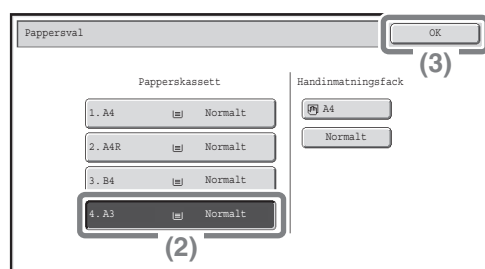 Pappersval
OK
(3)
Papperskassett
Handinmatningsfack
1. A4 Normalt
A4
2. A4R Normalt
Normalt
3. B4 Normalt
4. A3 Normalt
(2)